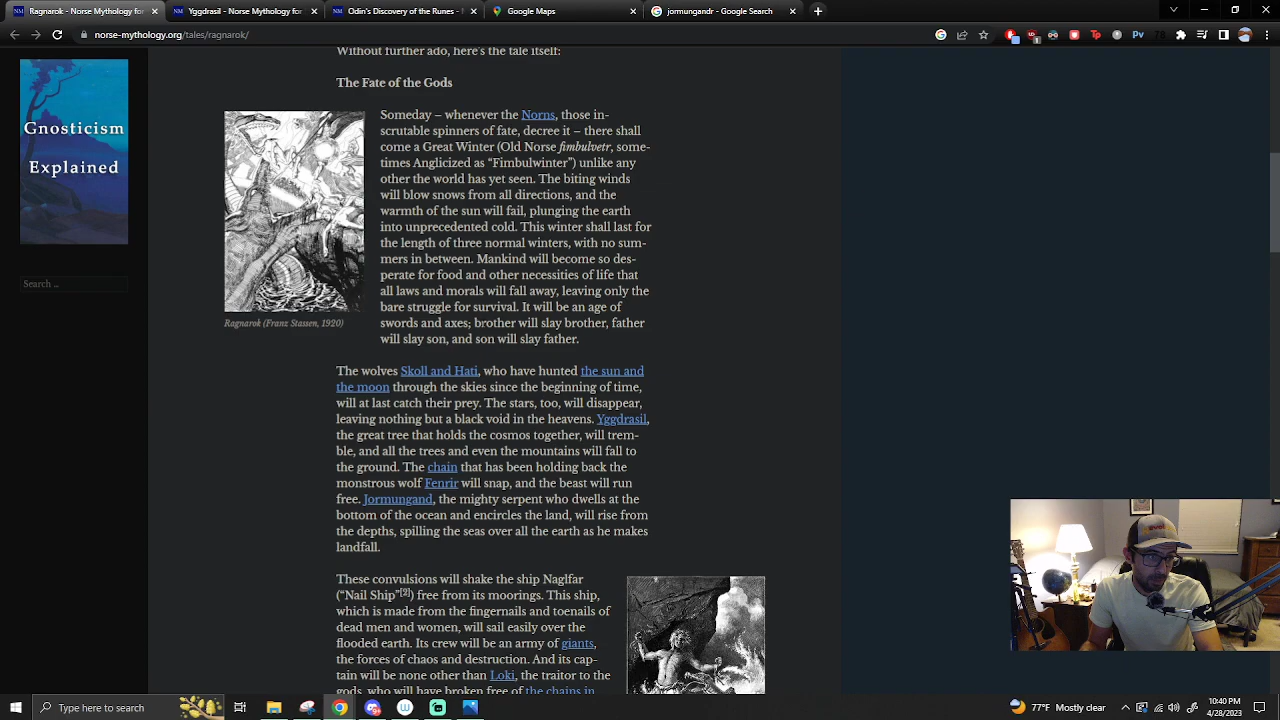 Ragnarok - Norse Mythology for
Yggdrasil - Norse Mythology for
Odin's Discovery of the Runes -
Google Maps
jormungandr - Google Search
norse-mythology.org/tales/ragnarok/
Gnosticism
Explained
Search ...
Without further ado, here's the tale itself:
The Fate of the Gods
Someday – whenever the Norns, those in-
scrutable spinners of fate, decree it – there shall
come a Great Winter (Old Norse fimbulvetr, some-
times Anglicized as “Fimbulwinter”) unlike any
other the world has yet seen. The biting winds
will blow snows from all directions, and the
warmth of the sun will fail, plunging the earth
into unprecedented cold. This winter shall last for
the length of three normal winters, with no sum-
mers in between. Mankind will become so des-
perate for food and other necessities of life that
all laws and morals will fall away, leaving only the
bare struggle for survival. It will be an age of
swords and axes; brother will slay brother, father
will slay son, and son will slay father.
Ragnarok (Franz Stassen, 1920)
The wolves Skoll and Hati, who have hunted the sun and
the moon through the skies since the beginning of time,
will at last catch their prey. The stars, too, will disappear,
leaving nothing but a black void in the heavens. Yggdrasil,
the great tree that holds the cosmos together, will trem-
ble, and all the trees and even the mountains will fall to
the ground. The chain that has been holding back the
monstrous wolf Fenrir will snap, and the beast will run
free. Jormungand, the mighty serpent who dwells at the
bottom of the ocean and encircles the land, will rise from
the depths, spilling the seas over all the earth as he makes
landfall.
These convulsions will shake the ship Naglfar
(“Nail Ship”[9]) free from its moorings. This ship,
which is made from the fingernails and toenails of
dead men and women, will sail easily over the
flooded earth. Its crew will be an army of giants,
the forces of chaos and destruction. And its cap-
tain will be none other than Loki, the traitor to the
gods, who will have broken free of the chains in
Type here to search
77°F Mostly clear
10:40 PM
4/28/2023